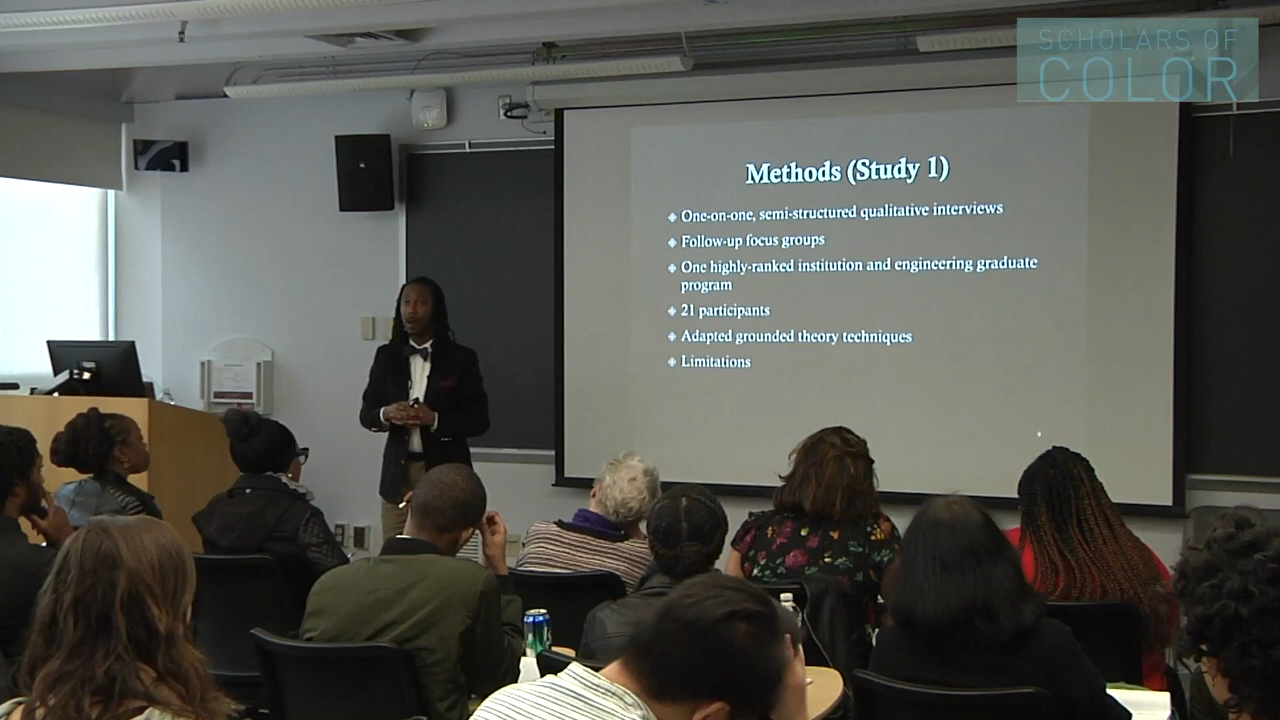 SCHOLARS OF
COLOR
Methods (Study 1)
One-on-one, semi-structured qualitative interviews
Follow-up focus groups
One highly-ranked institution and engineering graduate
program
21 participants
Adapted grounded theory techniques
Limitations